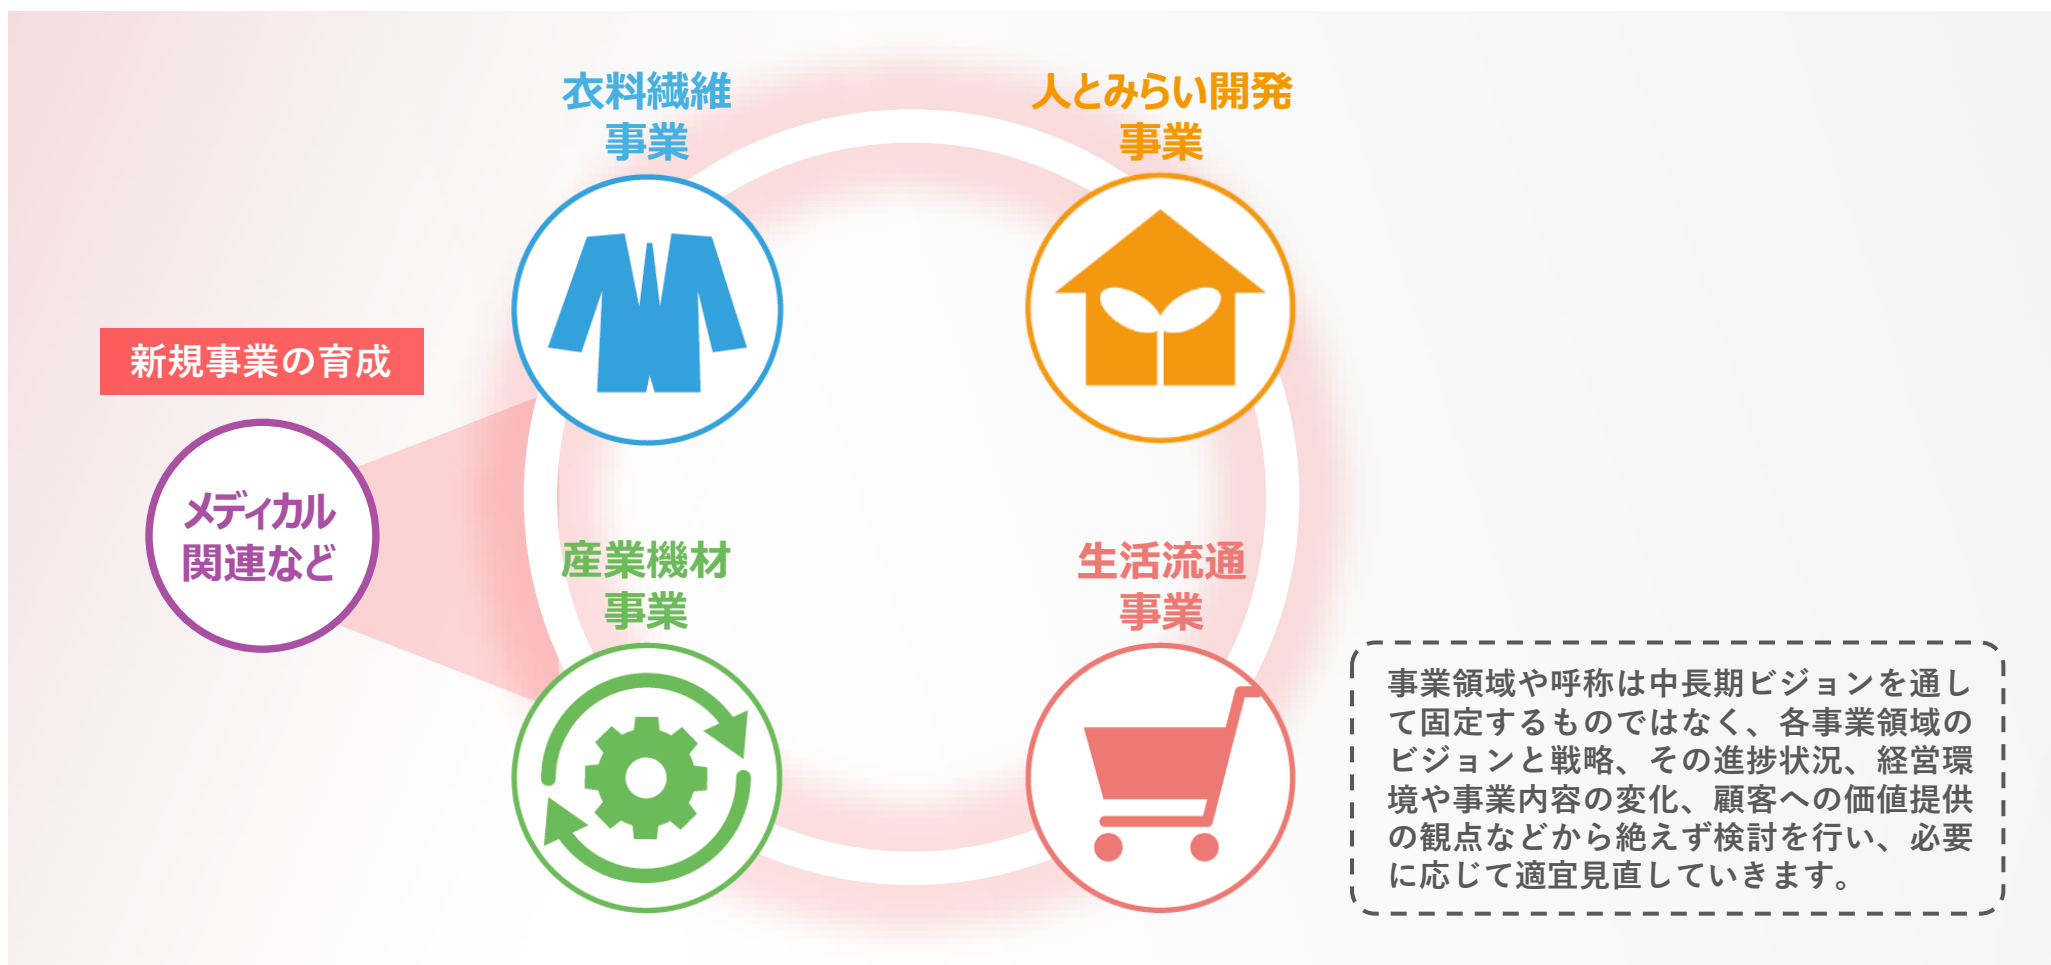 衣料繊維
事業
人とみらい開発
事業
新規事業の育成
メディカル
関連など
産業機材
事業
生活流通
事業
事業領域や呼称は中長期ビジョンを通し
て固定するものではなく、各事業領域の
ビジョンと戦略、その進捗状況、経営環
境や事業内容の変化、顧客への価値提供
の観点などから絶えず検討を行い、必要
に応じて適宜見直していきます。